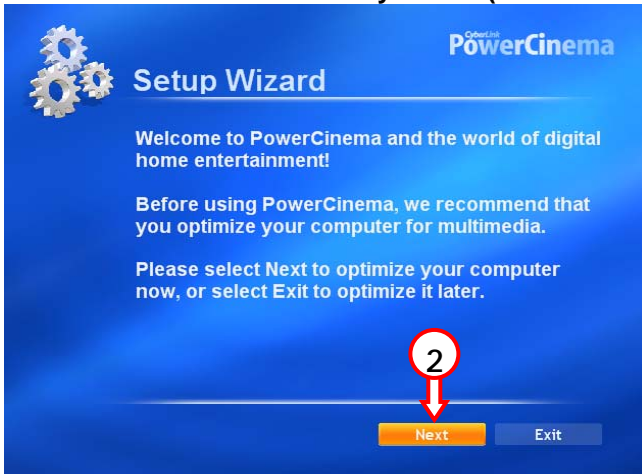 CyberLink
PowerCinema
Setup Wizard
Welcome to PowerCinema and the world of digital
home entertainment!
Before using PowerCinema, we recommend that
you optimize your computer for multimedia.
Please select Next to optimize your computer
now, or select Exit to optimize it later.
2
Next Exit